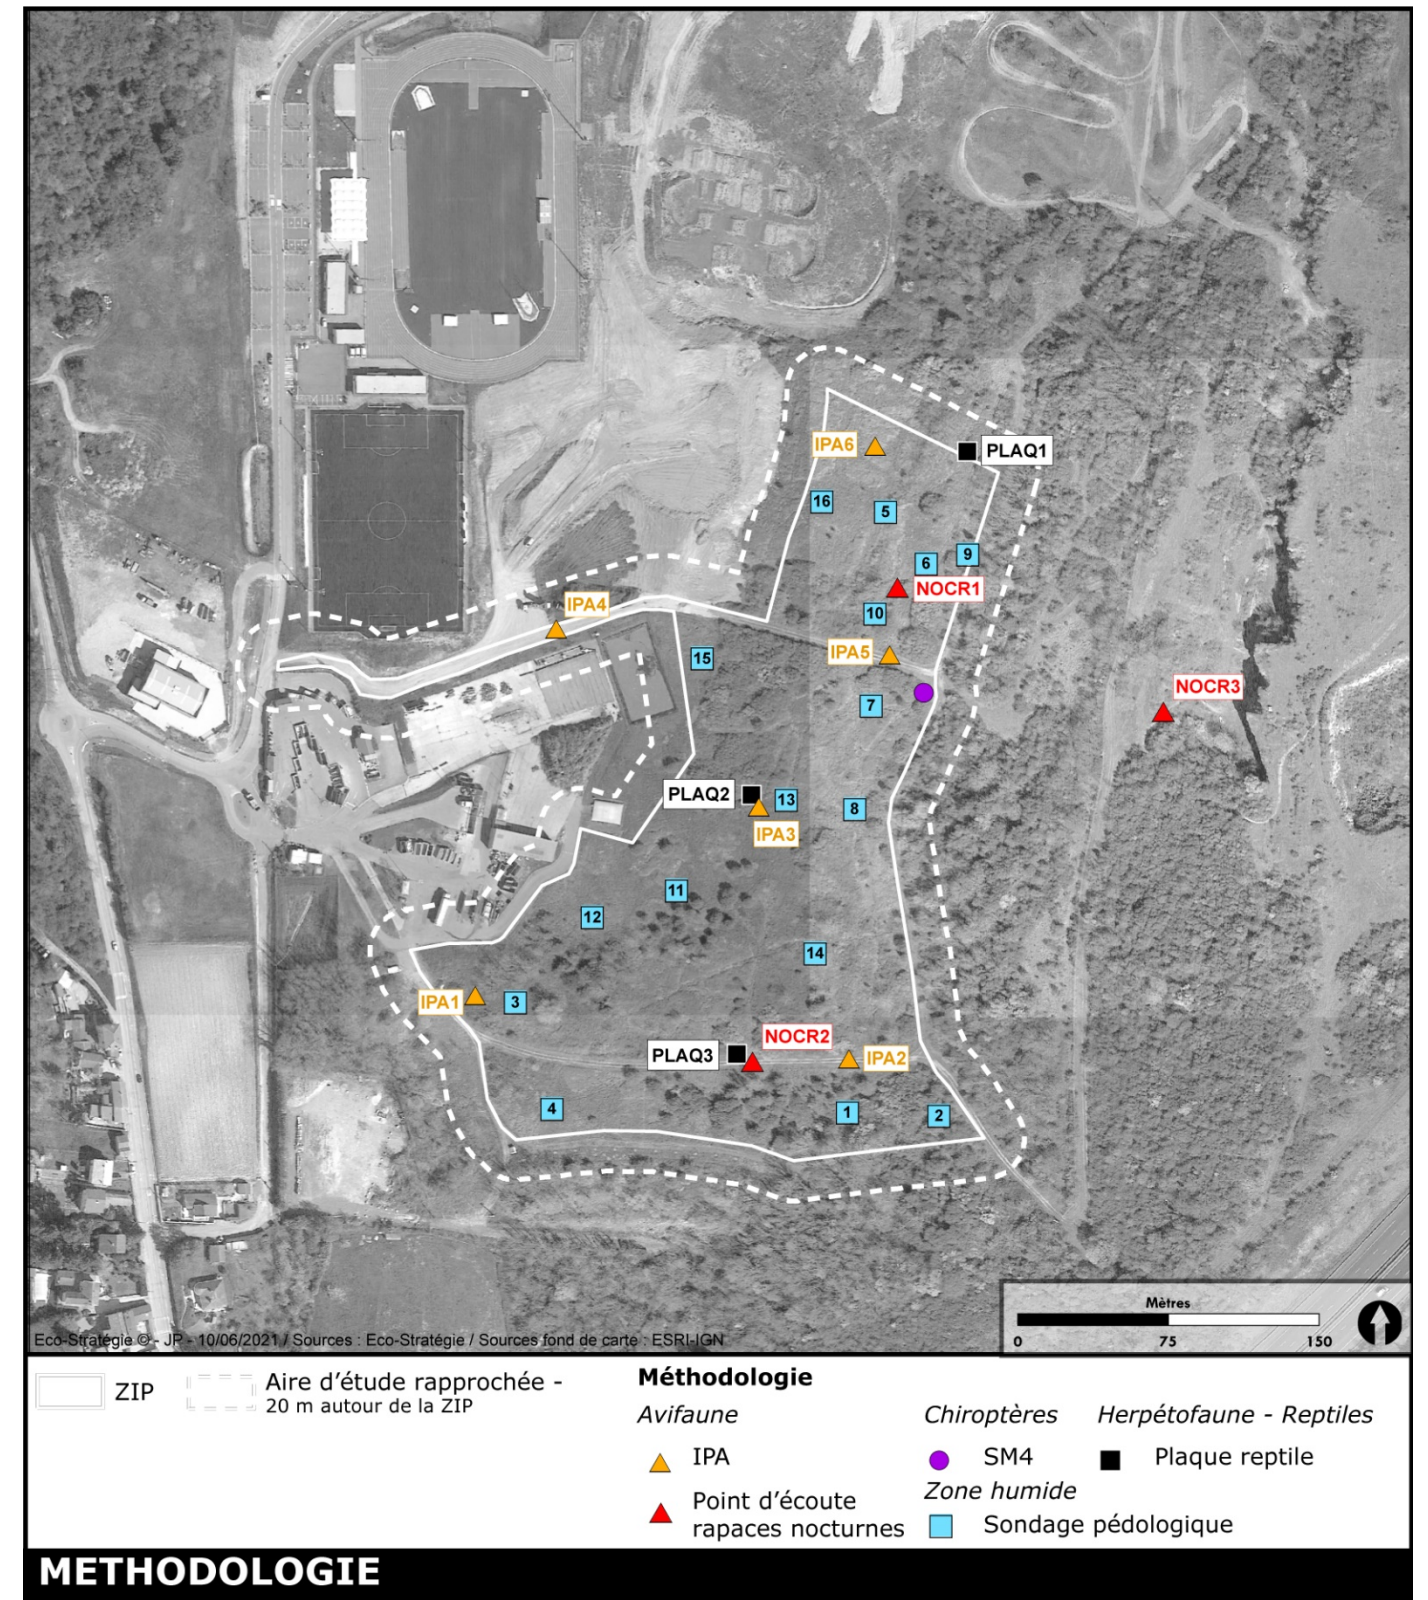 IPA6
PLAQ1
16
5
6
9
NOCR1
IPA4
10
15
IPA5
NOCR3
7
PLAQ2
13
8
IPA3
11
12
14
IPA1
3
NOCR2
PLAQ3
IPA2
4
1
2
Mètres
0 75 150
Eco-Stratégie © - JP - 10/06/2021 / Sources : Eco-Stratégie / Sources fond de carte : ESRI-IGN
ZIP
Aire d'étude rapprochée -
20 m autour de la ZIP
Méthodologie
Avifaune
IPA
Point d'écoute
rapaces nocturnes
Chiroptères
SM4
Zone humide
Sondage pédologique
Herpétofaune - Reptiles
Plaque reptile
METHODOLOGIE